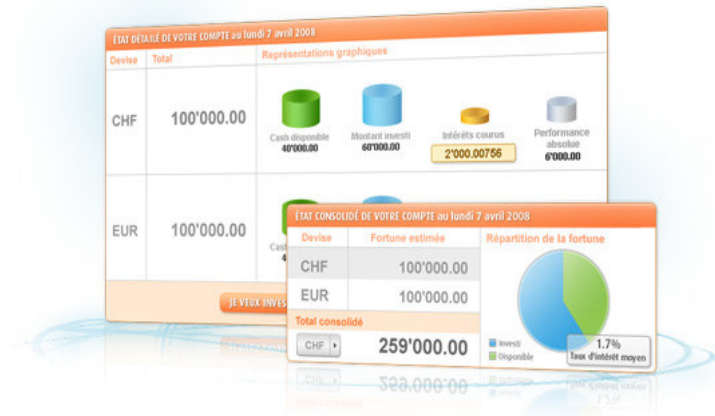 ÉTAT DÉTAILLÉ DE VOTRE COMPTE au lundi 7 avril 2008
Devise Total Représentations graphiques
CHF 100'000.00
Cash disponible
40'000.00
Montant investi
60'000.00
Intérêts courus
2'000.00756
Performance
absolue
6'000.00
EUR 100'000.00
JE VEUX
ÉTAT CONSOLIDÉ DE VOTRE COMPTE au lundi 7 avril 2008
Devise Fortune estimée Répartition de la fortune
CHF 100'000.00
EUR 100'000.00
Total consolidé
CHF 259'000.00
Investi
Disponible
1.7%
Taux d'intérêt moyen